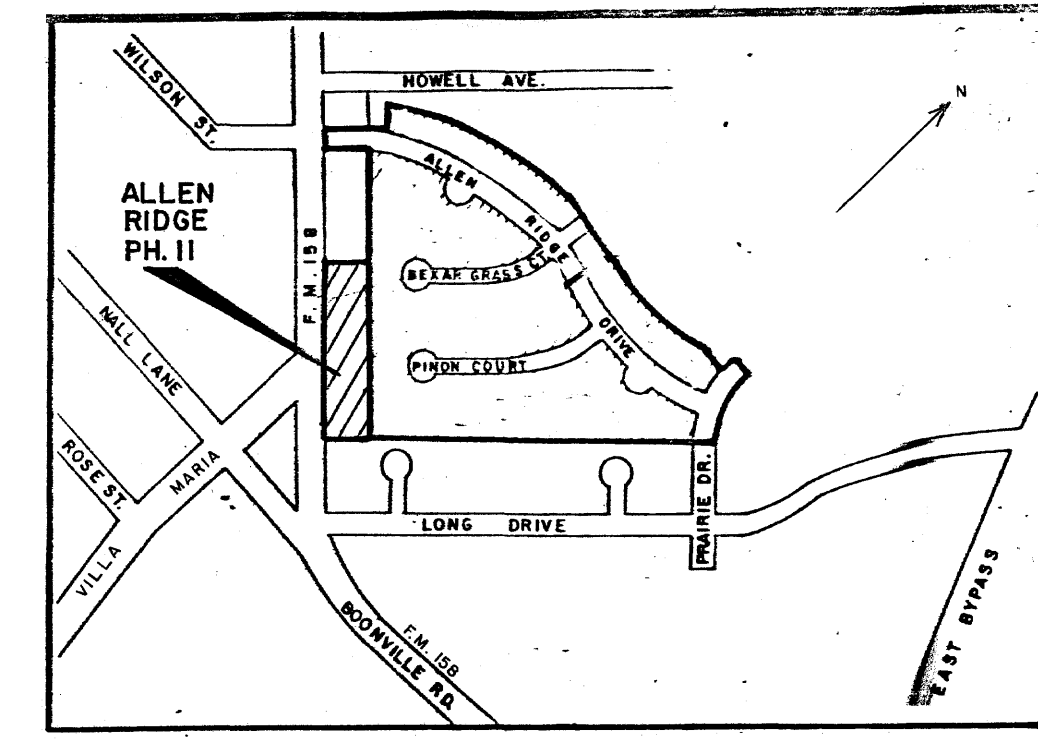 WILSON ST.
HOWELL AVE.
N
ALLEN
RIDGE
PH. II
ALLEN RIDGE DRIVE
F. M. 158
BEXAR GRASS CT.
NALL LANE
PINON COURT
ROSE ST.
VILLA MARIA
LONG DRIVE
PRAIRIE DR.
BOONVILLE RD.
F.M. 158
EAST BYPASS